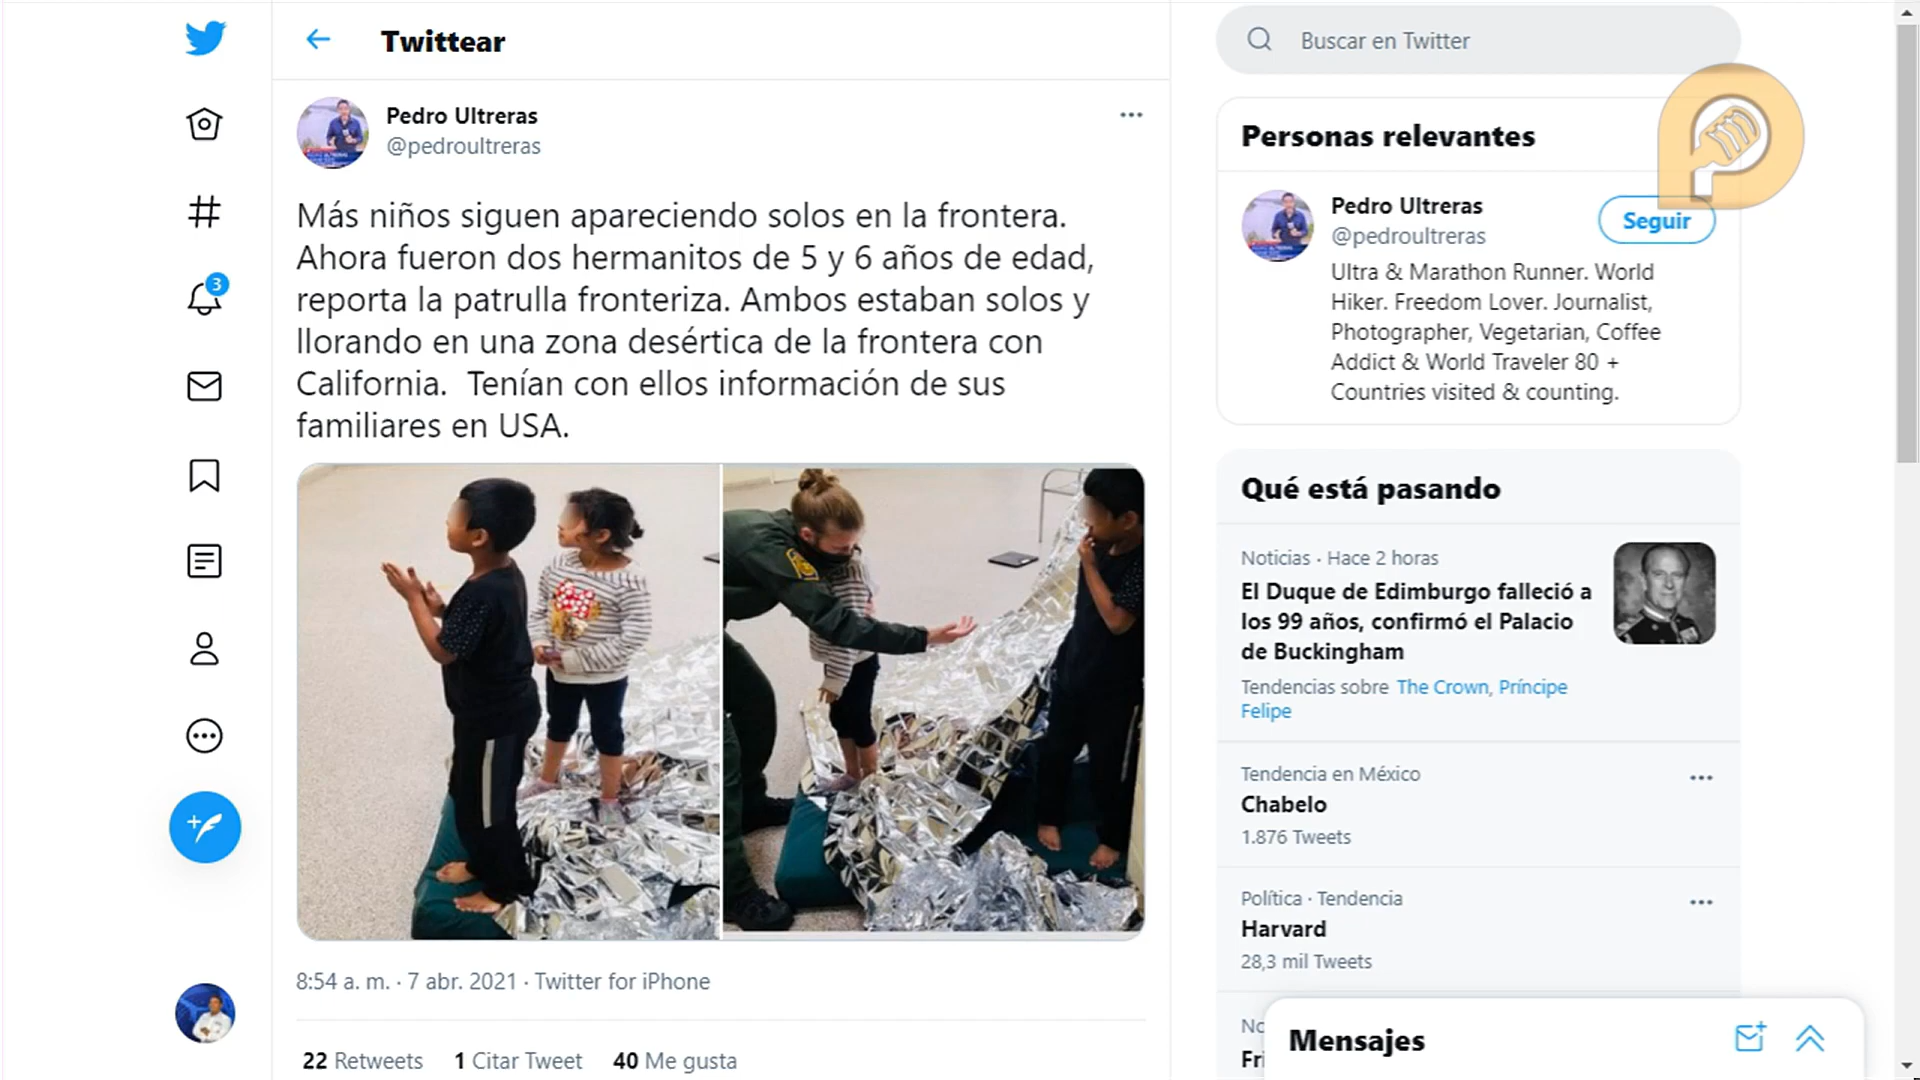 Twittear
Pedro Ultreras
@pedroultreras
Más niños siguen apareciendo solos en la frontera.
Ahora fueron dos hermanitos de 5 y 6 años de edad,
reporta la patrulla fronteriza. Ambos estaban solos y
llorando en una zona desértica de la frontera con
California. Tenían con ellos información de sus
familiares en USA.
8:54 a. m. · 7 abr. 2021 · Twitter for iPhone
22 Retweets 1 Citar Tweet 40 Me gusta
3
Buscar en Twitter
Personas relevantes
Pedro Ultreras
@pedroultreras
Seguir
Ultra & Marathon Runner. World
Hiker. Freedom Lover. Journalist,
Photographer, Vegetarian, Coffee
Addict & World Traveler 80 +
Countries visited & counting.
Qué está pasando
Noticias · Hace 2 horas
El Duque de Edimburgo falleció a
los 99 años, confirmó el Palacio
de Buckingham
Tendencias sobre The Crown, Príncipe
Felipe
Tendencia en México
Chabelo
1.876 Tweets
Política · Tendencia
Harvard
28,3 mil Tweets
Mensajes